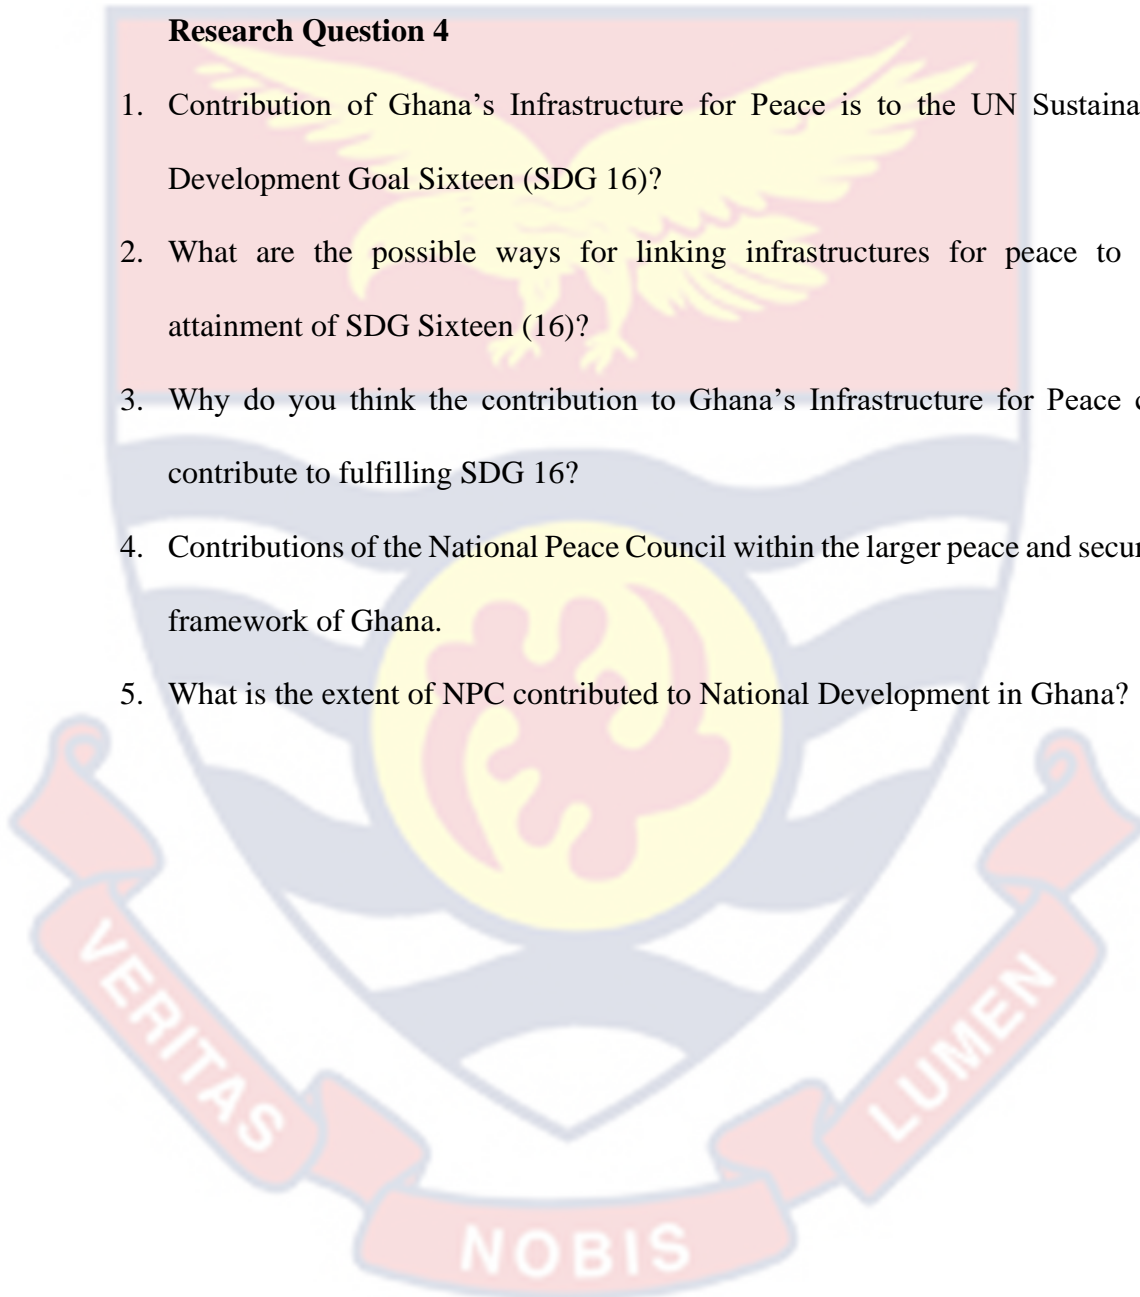 Research Question 4
1. Contribution of Ghana’s Infrastructure for Peace is to the UN
Development Goal Sixteen (SDG 16)?
2. What are the possible ways for linking infrastructures for peace to
attainment of SDG Sixteen (16)?
3. Why do you think the contribution to Ghana’s Infrastructure for Peace
contribute to fulfilling SDG 16?
4. Contributions of the National Peace Council within the larger peace and
framework of Ghana.
5. What is the extent of NPC contributed to National Development in Ghana?
VERITAS
NOBIS
LUMEN